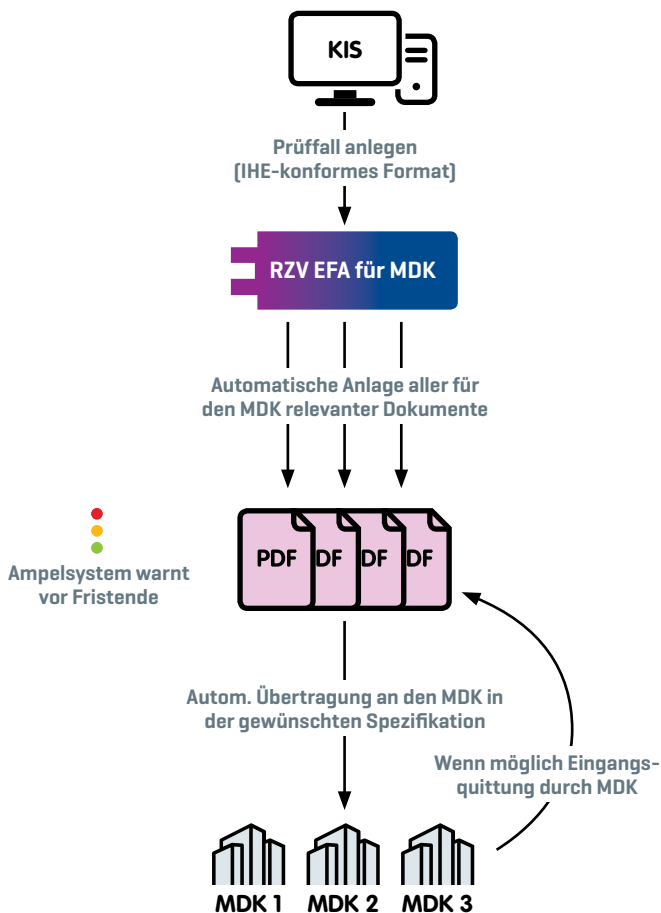 KIS
Prüffall anlegen
(IHE-konformes Format)
RZV EFA für MDK
Automatische Anlage aller für
den MDK relevanter Dokumente
PDF DF DF DF
Ampelsystem warnt
vor Fristende
Autom. Übertragung an den MDK in
der gewünschten Spezifikation
Wenn möglich Eingangs-
quittung durch MDK
MDK 1 MDK 2 MDK 3